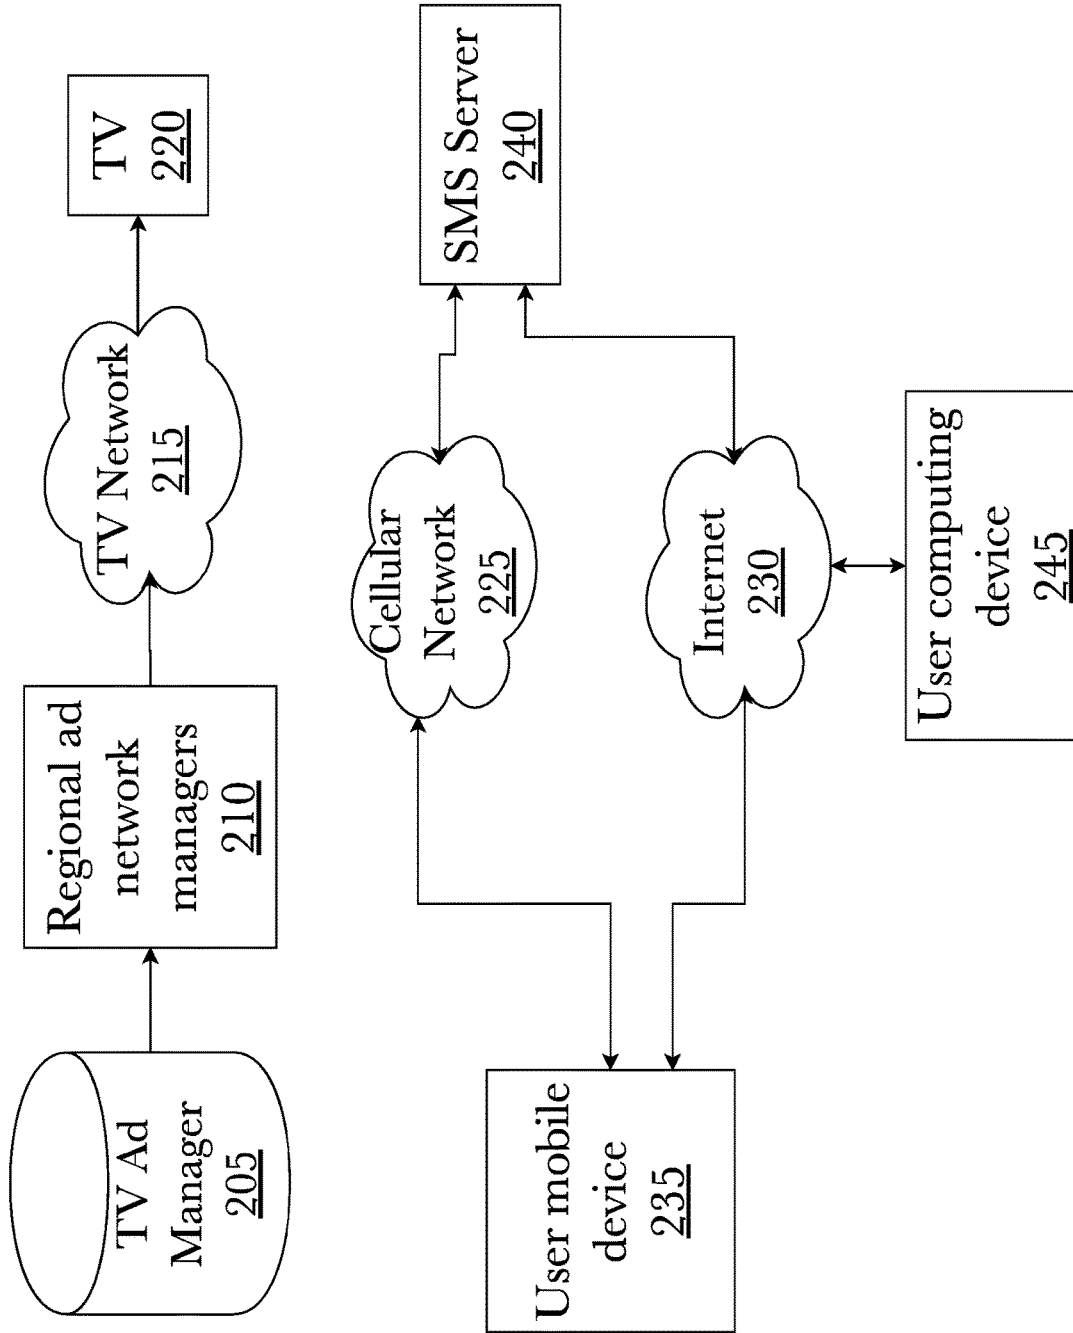 TV Ad
Manager
205
Regional ad
network
managers
210
TV Network
215
TV
220
User mobile
device
235
Cellular
Network
225
Internet
230
SMS Server
240
User computing
device
245